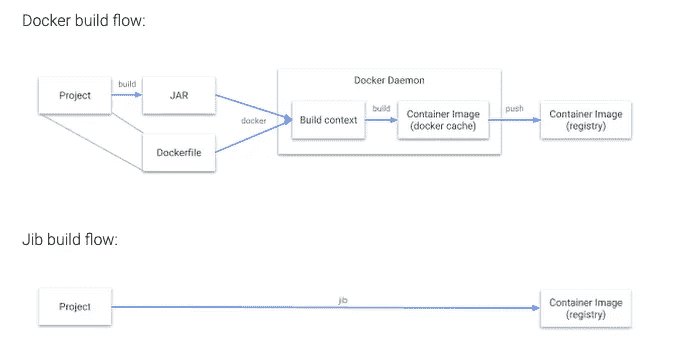 Docker build flow:
Docker Daemon
Project
build
JAR
docker
Build context
build
Container Image
(docker cache)
push
Container Image
(registry)
Dockerfile
Jib build flow:
Project
jib
Container Image
(registry)